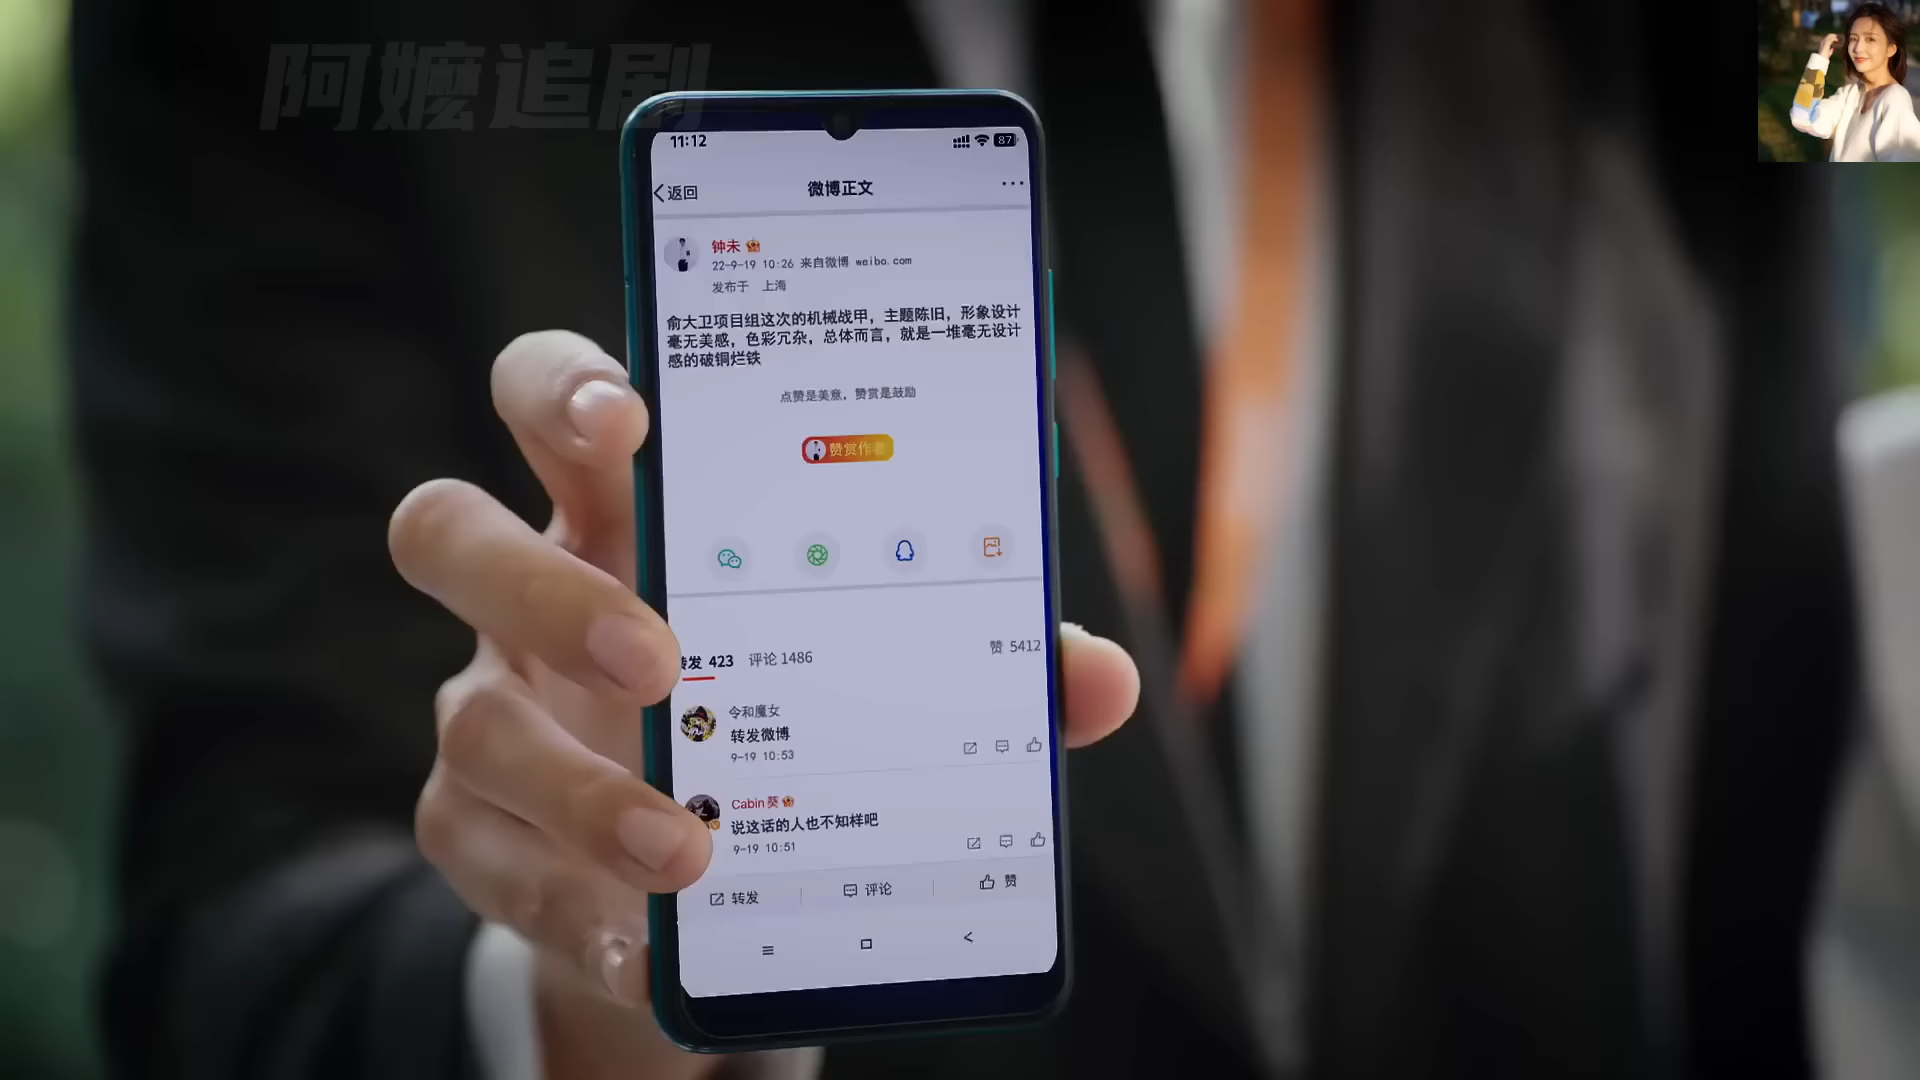 阿嬷追剧
11:12
87
返回
微博正文
钟未
22-9-19 10:26 来自微博 weibo.com
发布于 上海
俞大卫项目组这次的机械战甲，主题陈旧，形象设计
毫无美感，色彩冗杂，总体而言，就是一堆毫无设计
感的破铜烂铁
点赞是美意，赞赏是鼓励
赞赏作者
转发 423 评论 1486 赞 5412
令和魔女
转发微博
9-19 10:53
Cabin葵
说这话的人也不知样吧
9-19 10:51
转发 评论 赞